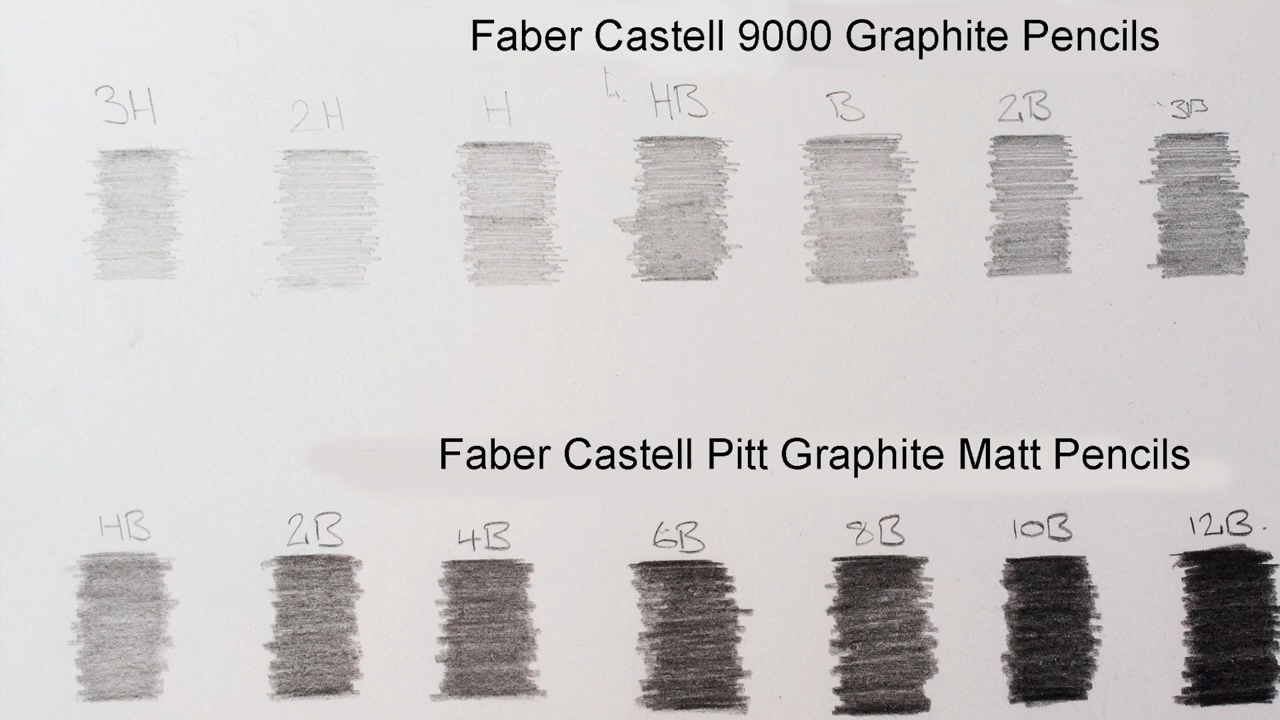 Faber Castell 9000 Graphite Pencils
3H 2H H HB B 2B 3B
Faber Castell Pitt Graphite Matt Pencils
HB 2B 4B 6B 8B 10B 12B.